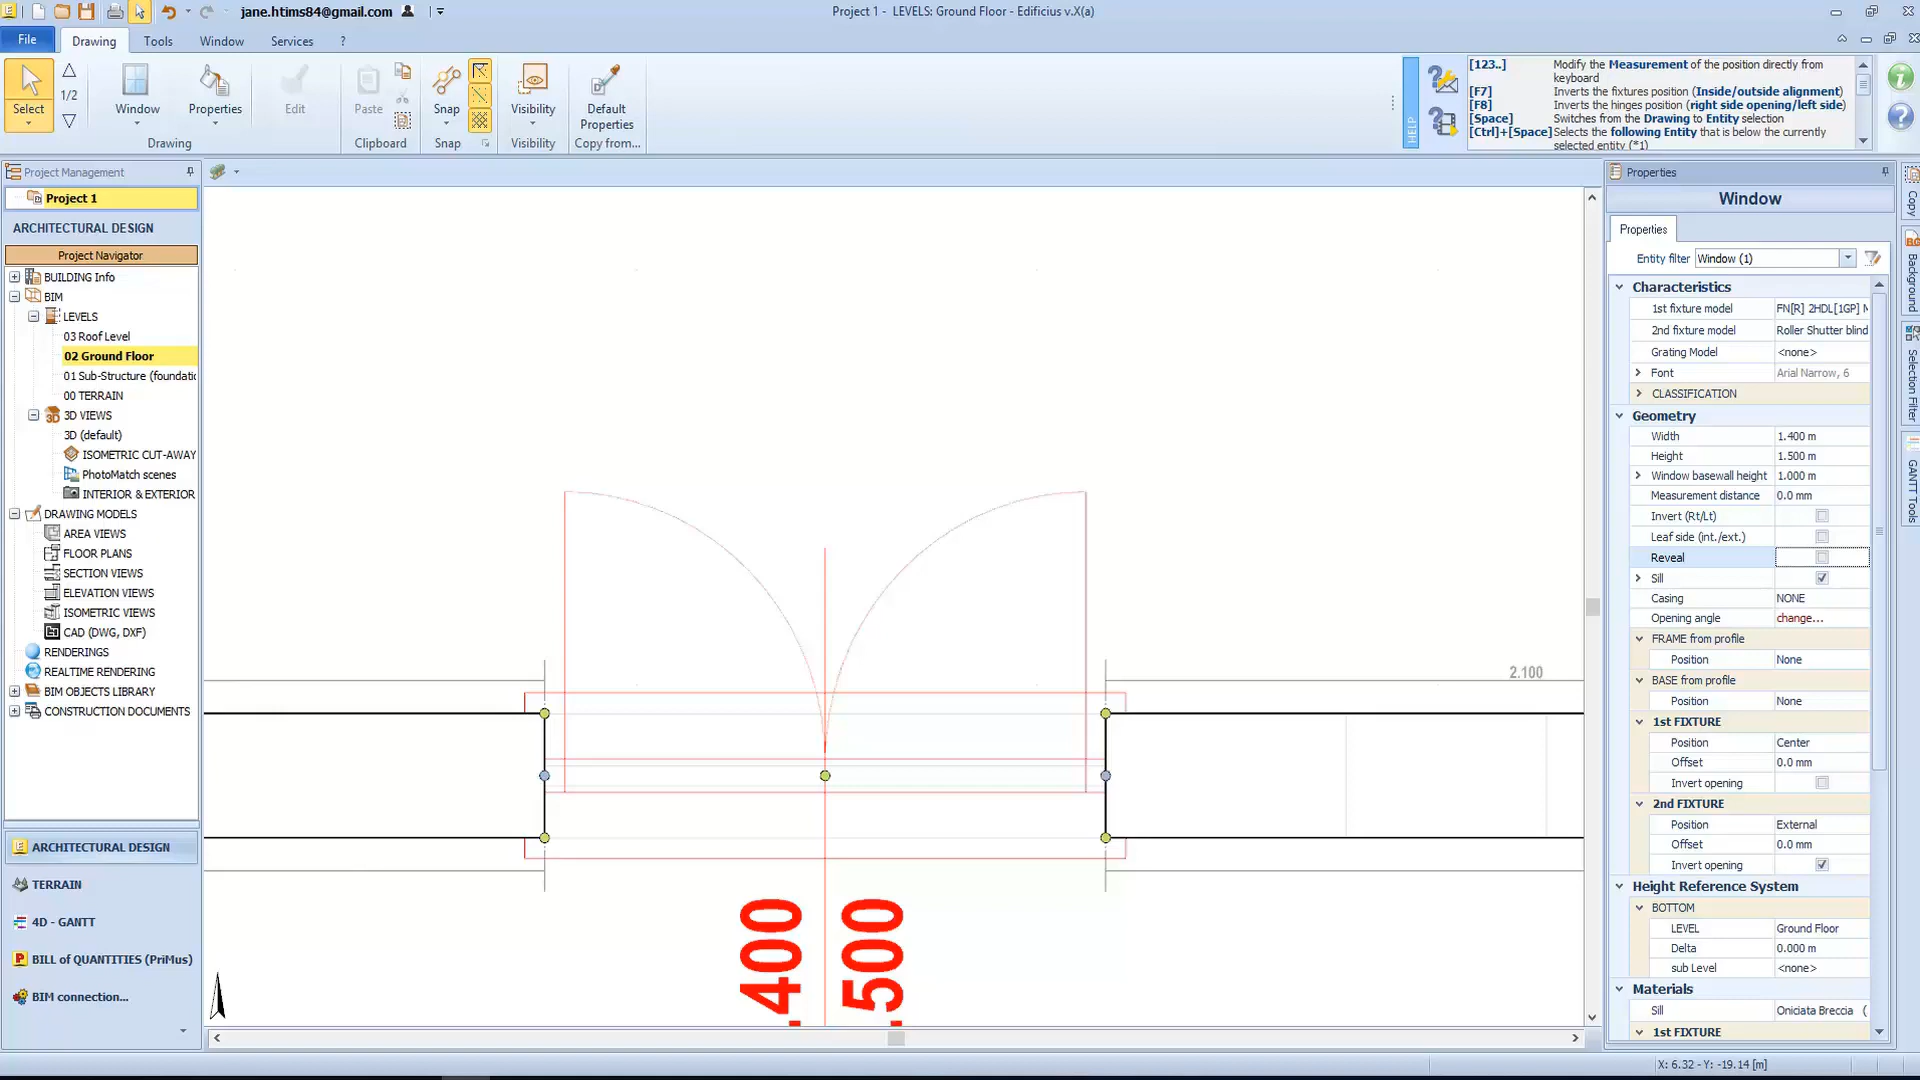 jane.htims84@gmail.com
Project 1 - LEVELS: Ground Floor - Edificius v.X(a)
File
Drawing
Tools
Window
Services
?
Select
1/2
Window
Properties
Edit
Drawing
Paste
Clipboard
Snap
Snap
Visibility
Visibility
Default
Properties
Copy from...
HELP
[123..] Modify the Measurement of the position directly from
keyboard
[F7] Inverts the fixtures position (Inside/outside alignment)
[F8] Inverts the hinges position (right side opening/left side)
[Space] Switches from the Drawing to Entity selection
[Ctrl]+[Space] Selects the following Entity that is below the currently
selected entity (*1)
Project Management
Project 1
ARCHITECTURAL DESIGN
Project Navigator
BUILDING Info
BIM
LEVELS
03 Roof Level
02 Ground Floor
01 Sub-Structure (foundatic
00 TERRAIN
3D VIEWS
3D (default)
ISOMETRIC CUT-AWAY
PhotoMatch scenes
INTERIOR & EXTERIOR
DRAWING MODELS
AREA VIEWS
FLOOR PLANS
SECTION VIEWS
ELEVATION VIEWS
ISOMETRIC VIEWS
CAD (DWG, DXF)
RENDERINGS
REALTIME RENDERING
BIM OBJECTS LIBRARY
CONSTRUCTION DOCUMENTS
ARCHITECTURAL DESIGN
TERRAIN
4D - GANTT
BILL of QUANTITIES (PriMus)
BIM connection...
2.100
.400
.500
Properties
Window
Properties
Entity filter Window (1)
Characteristics
1st fixture model FN[R] 2HDL[1GP] M
2nd fixture model Roller Shutter blind
Grating Model <none>
Font Arial Narrow, 6
CLASSIFICATION
Geometry
Width 1.400 m
Height 1.500 m
Window basewall height 1.000 m
Measurement distance 0.0 mm
Invert (Rt/Lt)
Leaf side (int./ext.)
Reveal
Sill
Casing NONE
Opening angle change...
FRAME from profile
Position None
BASE from profile
Position None
1st FIXTURE
Position Center
Offset 0.0 mm
Invert opening
2nd FIXTURE
Position External
Offset 0.0 mm
Invert opening
Height Reference System
BOTTOM
LEVEL Ground Floor
Delta 0.000 m
sub Level <none>
Materials
Sill Oniciata Breccia (
1st FIXTURE
Copy
Background
Selection Filter
GANTT Tools
X: 6.32 - Y: -19.14 [m]